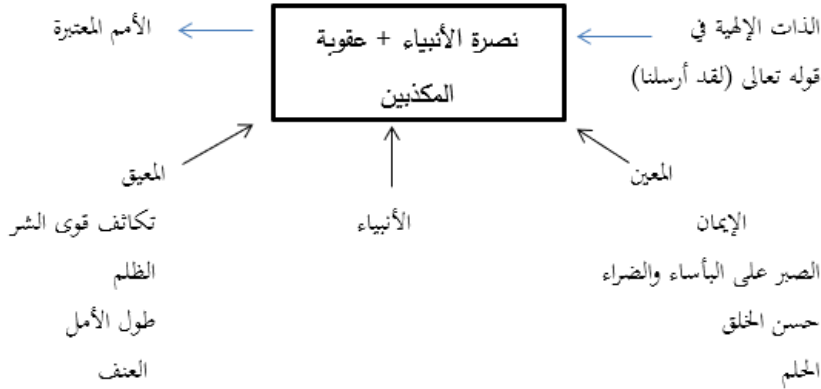 الذات الإلهية في
قوله تعالى (لقد أرسلنا)
نصرة الأنبياء + عقوبة
المكذبين
الأمم المعتبرة
المعين
الإيمان
الصبر على البأساء والضراء
حسن الخلق
الحلم
الأنبياء
المعيق
تكاثف قوى الشر
الظلم
طول الأمل
العنف